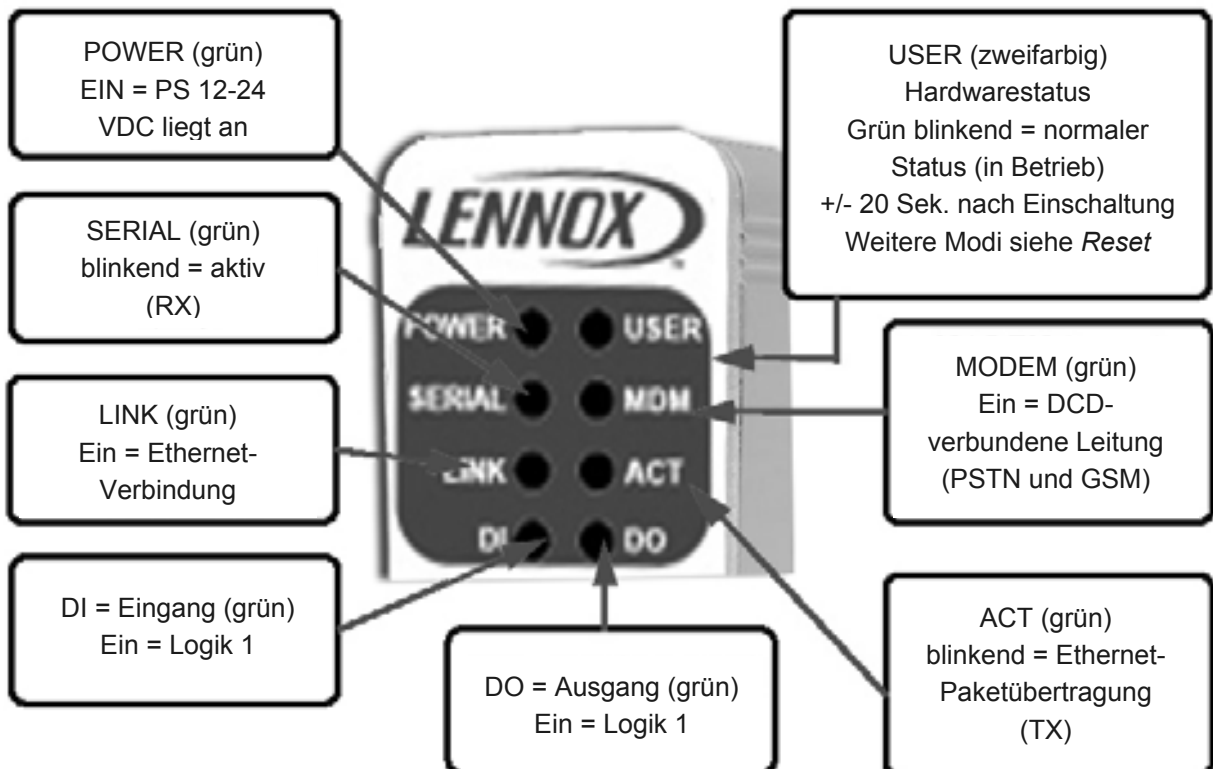 POWER (grün)
EIN = PS 12-24
VDC liegt an
USER (zweifarbig)
Hardwarestatus
Grün blinkend = normaler
Status (in Betrieb)
+/- 20 Sek. nach Einschaltung
Weitere Modi siehe Reset
SERIAL (grün)
blinkend = aktiv
(RX)
LENNOX
POWER USER
SERIAL MDM
LINK ACT
DI DO
LINK (grün)
Ein = Ethernet-
Verbindung
MODEM (grün)
Ein = DCD-
verbundene Leitung
(PSTN und GSM)
DI = Eingang (grün)
Ein = Logik 1
DO = Ausgang (grün)
Ein = Logik 1
ACT (grün)
blinkend = Ethernet-
Paketübertragung
(TX)